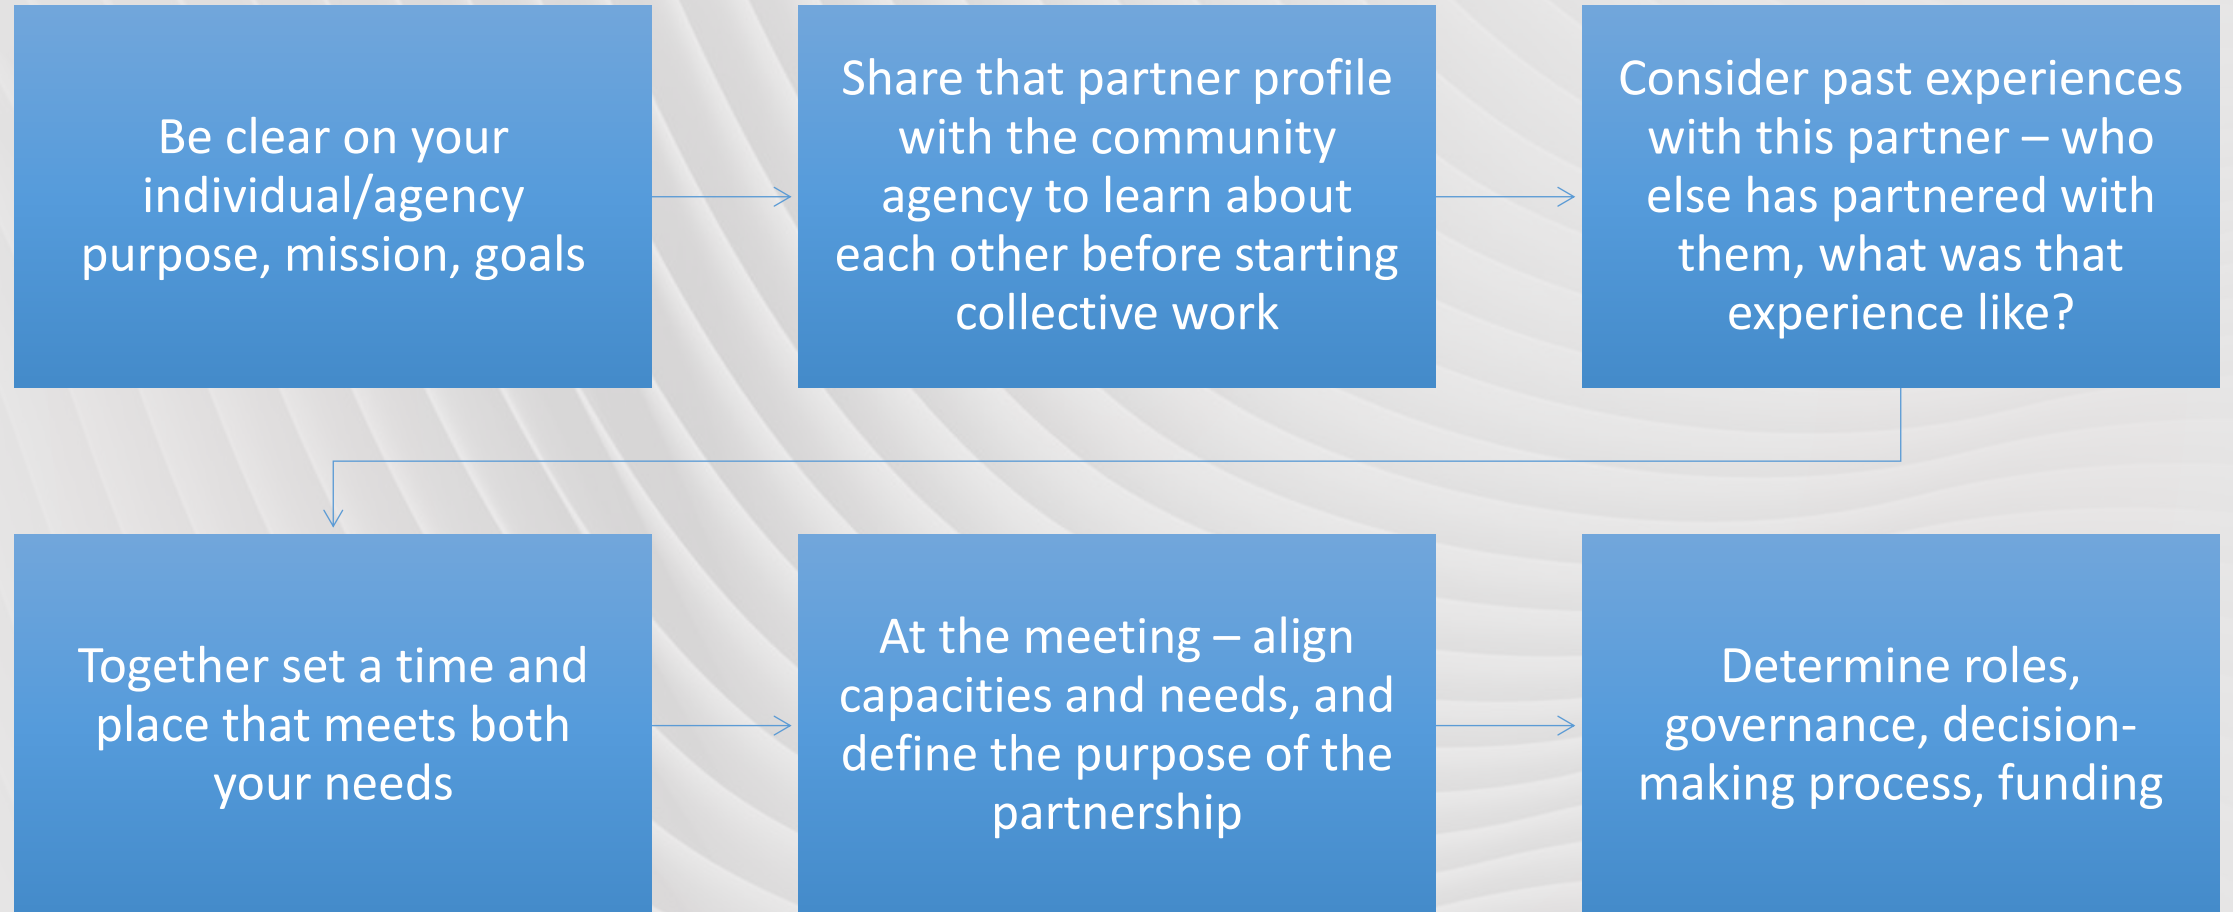 Be clear on your
individual/agency
purpose, mission, goals
Share that partner profile
with the community
agency to learn about
each other before starting
collective work
Consider past experiences
with this partner – who
else has partnered with
them, what was that
experience like?
Together set a time and
place that meets both
your needs
At the meeting – align
capacities and needs, and
define the purpose of the
partnership
Determine roles,
governance, decision-
making process, funding